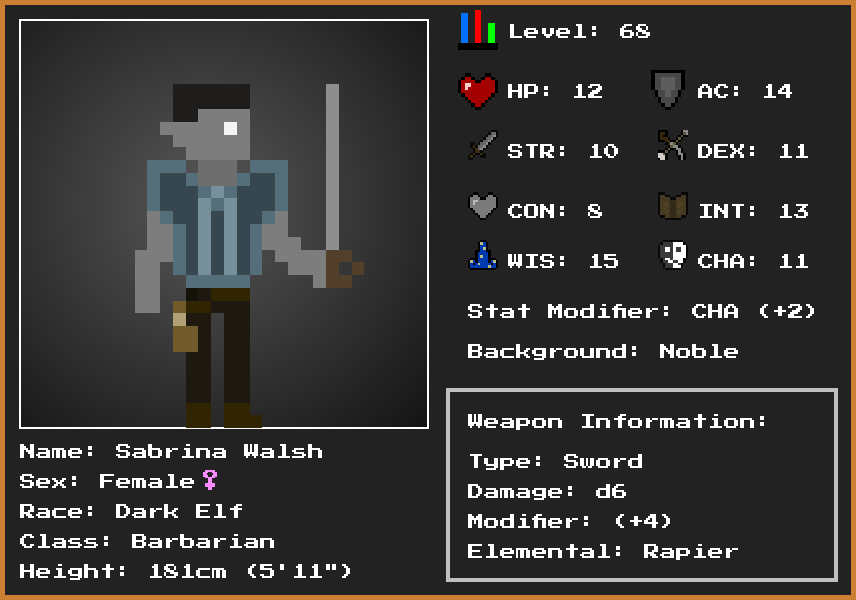 Level: 68
HP: 12 AC: 14
STR: 10 DEX: 11
CON: 8 INT: 13
WIS: 15 CHA: 11
Stat Modifier: CHA (+2)
Background: Noble
Weapon Information:
Type: Sword
Damage: d6
Modifier: (+4)
Elemental: Rapier
Name: Sabrina Walsh
Sex: Female♀
Race: Dark Elf
Class: Barbarian
Height: 181cm (5'11")